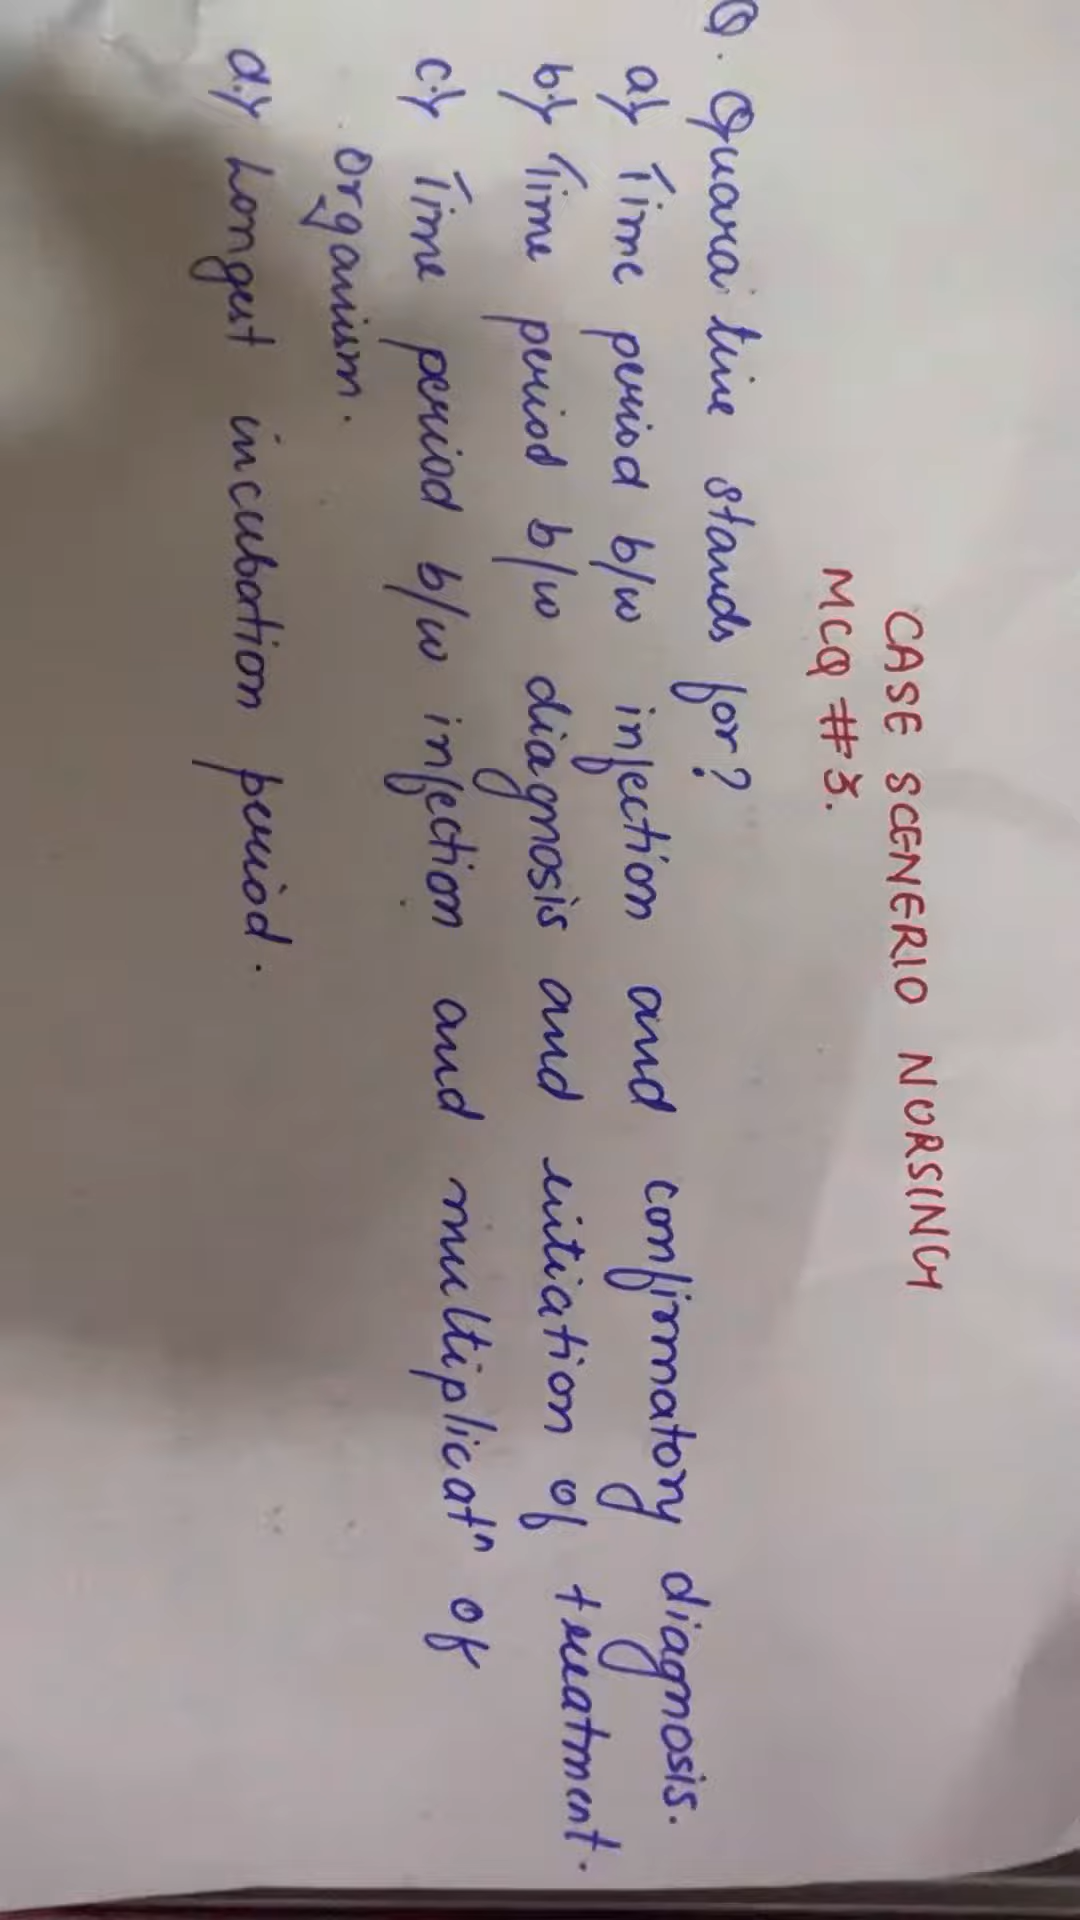 CASE SCENERIO NURSING
MCQ #3.
Q. Quarantine stands for?
a.) Time period b/w infection and confirmatory diagnosis.
b.) Time period b/w diagnosis and initiation of treatment.
c.) Time period b/w infection and multiplicatⁿ of
organism.
d.) Longest incubation period.